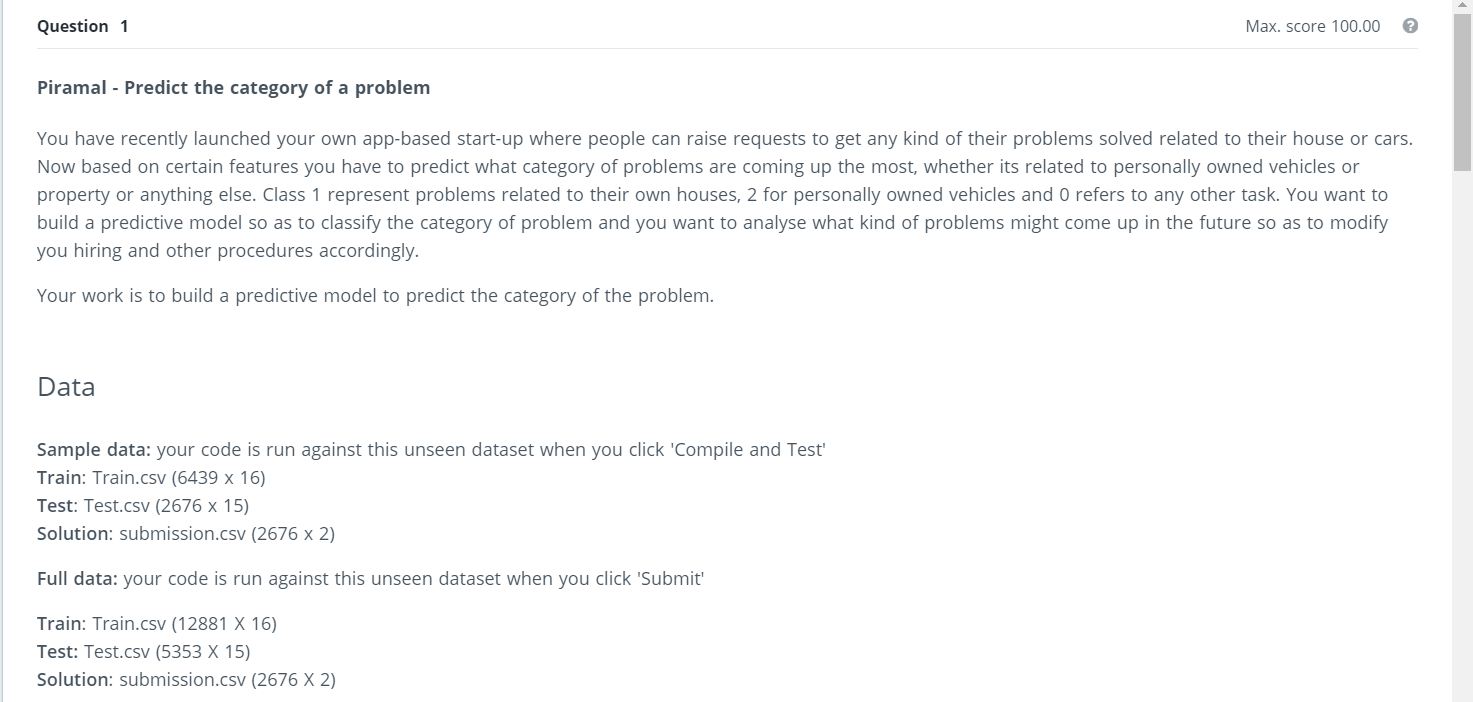 Question 1
Max. score 100.00
Piramal - Predict the category of a problem
You have recently launched your own app-based start-up where people can raise requests to get any kind of their problems solved related to their house or cars.
Now based on certain features you have to predict what category of problems are coming up the most, whether its related to personally owned vehicles or
property or anything else. Class 1 represent problems related to their own houses, 2 for personally owned vehicles and 0 refers to any other task. You want to
build a predictive model so as to classify the category of problem and you want to analyse what kind of problems might come up in the future so as to modify
you hiring and other procedures accordingly.
Your work is to build a predictive model to predict the category of the problem.
Data
Sample data: your code is run against this unseen dataset when you click 'Compile and Test'
Train: Train.csv (6439 x 16)
Test: Test.csv (2676 x 15)
Solution: submission.csv (2676 x 2)
Full data: your code is run against this unseen dataset when you click 'Submit'
Train: Train.csv (12881 X 16)
Test: Test.csv (5353 X 15)
Solution: submission.csv (2676 X 2)